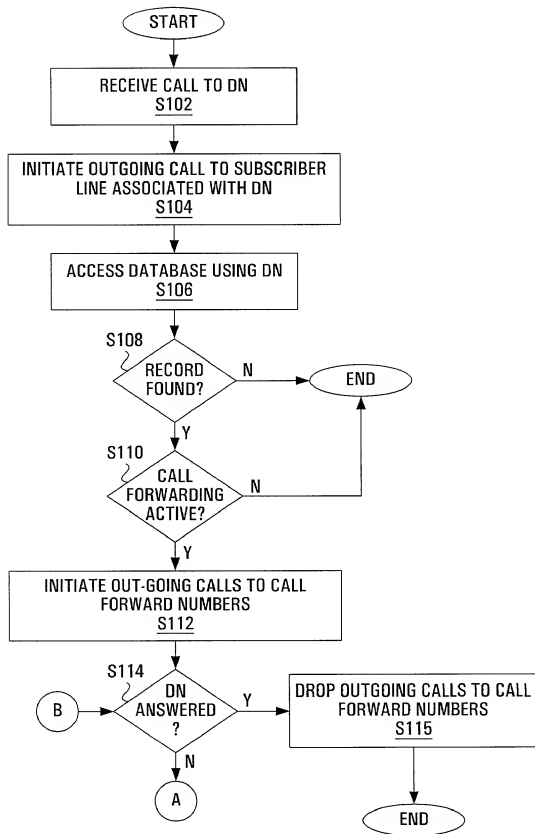 START
RECEIVE CALL TO DN
S102
INITIATE OUTGOING CALL TO SUBSCRIBER
LINE ASSOCIATED WITH DN
S104
ACCESS DATABASE USING DN
S106
S108
RECORD
FOUND?
N
END
Y
S110
CALL
FORWARDING
ACTIVE?
N
Y
INITIATE OUT-GOING CALLS TO CALL
FORWARD NUMBERS
S112
S114
B
DN
ANSWERED
?
Y
DROP OUTGOING CALLS TO CALL
FORWARD NUMBERS
S115
N
A
END